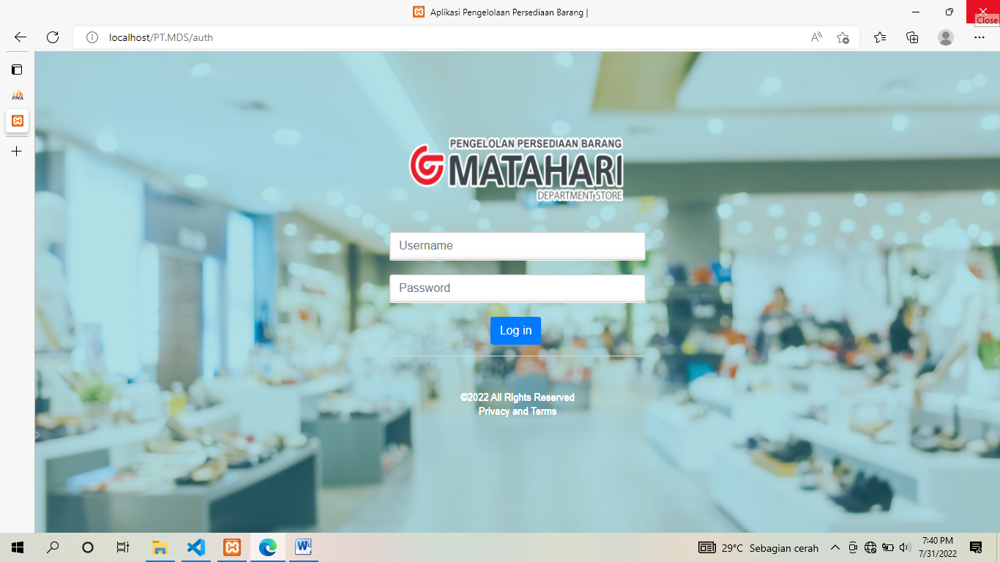 Aplikasi Pengelolaan Persediaan Barang |
Close
localhost/PT.MDS/auth
PMA
PENGELOLAN PERSEDIAAN BARANG
MATAHARI
DEPARTMENT STORE
Username
Password
Log in
©2022 All Rights Reserved
Privacy and Terms
29°C Sebagian cerah
7:40 PM
7/31/2022